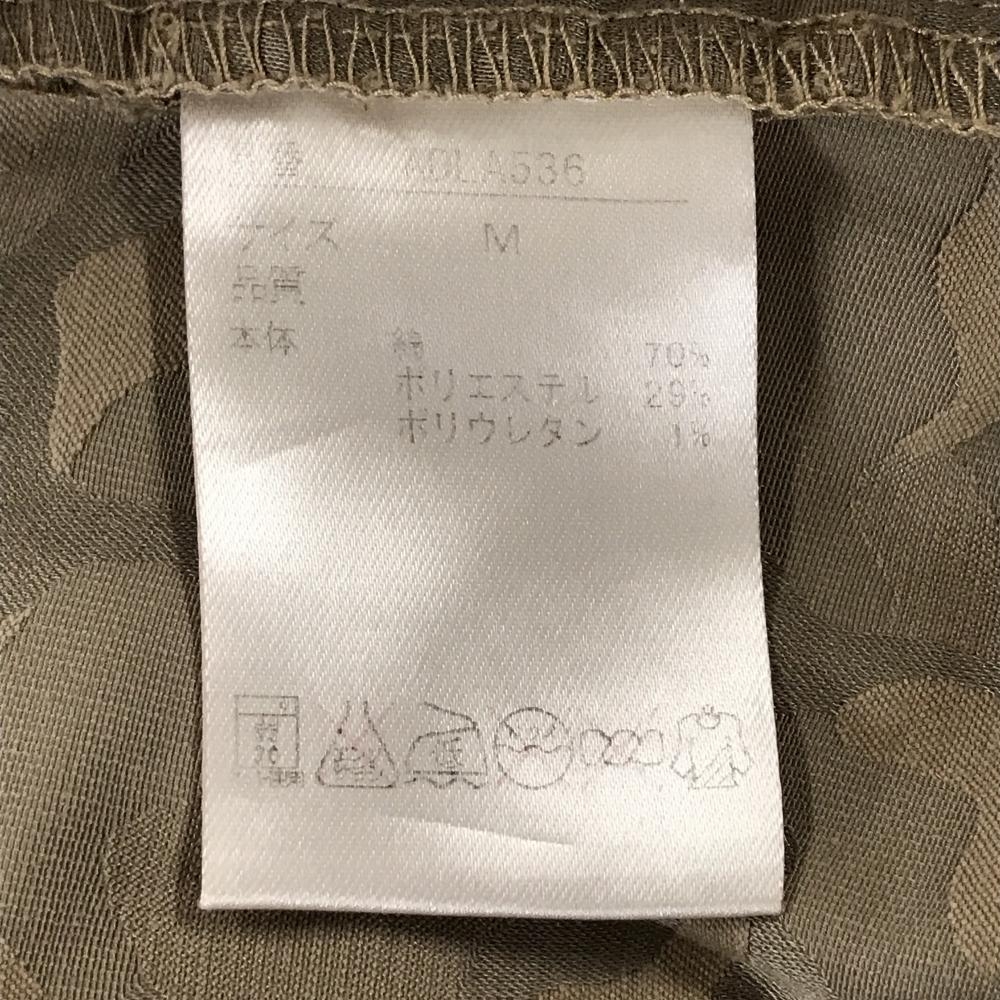 品番 ADLA536
サイズ M
品質
本体 綿 70%
ポリエステル 29%
ポリウレタン 1%